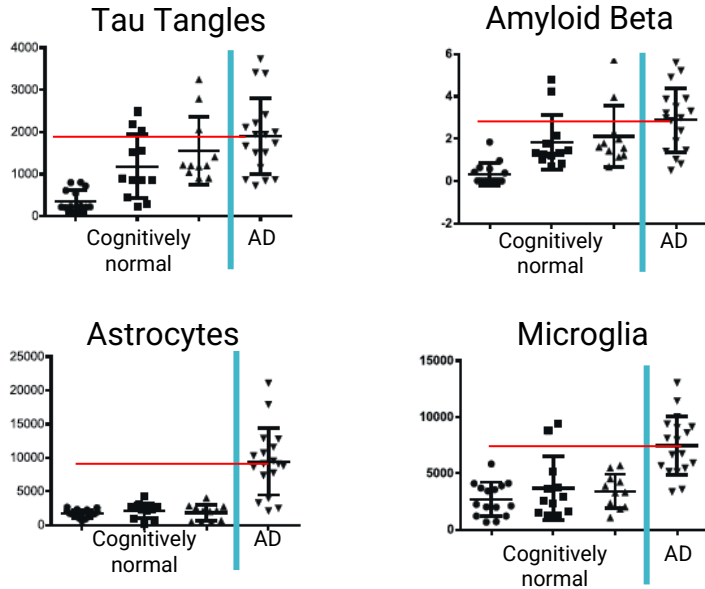 Tau Tangles
4000
3000
2000
1000
0
Cognitively
normal
AD
Amyloid Beta
6
4
2
0
-2
Cognitively
normal
AD
Astrocytes
25000
20000
15000
10000
5000
0
Cognitively
normal
AD
Microglia
15000
10000
5000
0
Cognitively
normal
AD